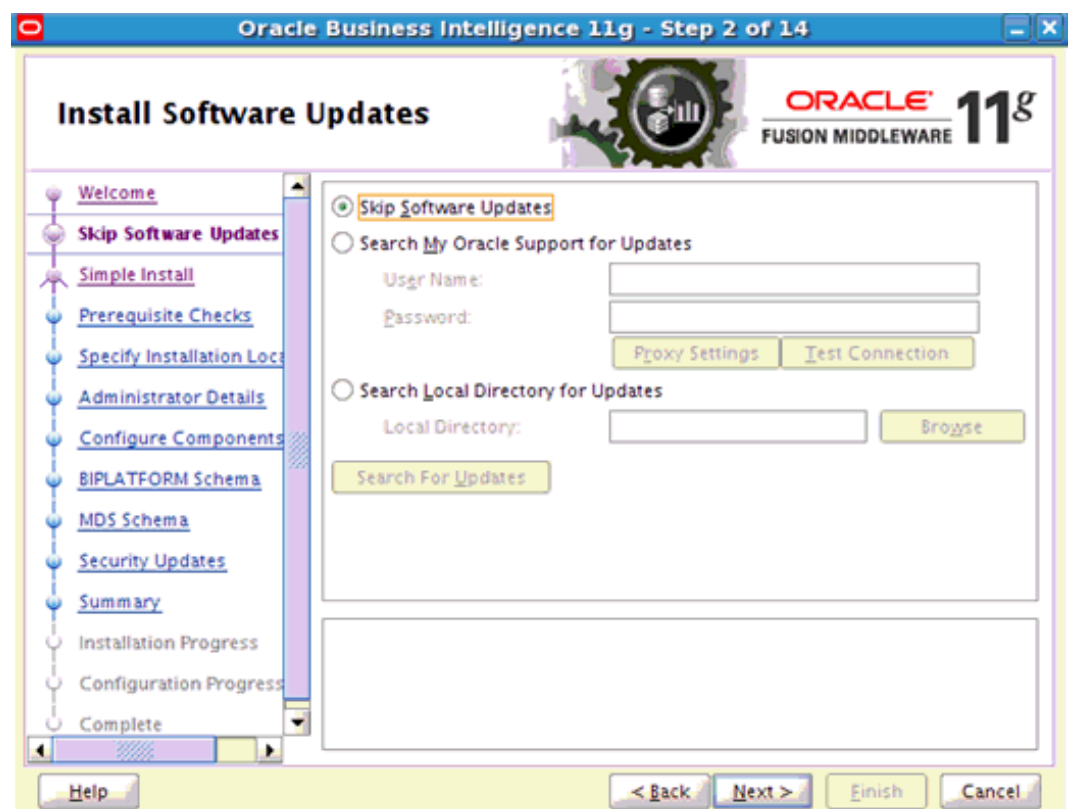 Oracle Business Intelligence 11g - Step 2 of 14
Install Software Updates
ORACLE
FUSION MIDDLEWARE
11g
Welcome
Skip Software Updates
Simple Install
Prerequisite Checks
Specify Installation Loca
Administrator Details
Configure Components
BIPLATFORM Schema
MDS Schema
Security Updates
Summary
Installation Progress
Configuration Progress
Complete
Skip Software Updates
Search My Oracle Support for Updates
User Name:
Password:
Proxy Settings Test Connection
Search Local Directory for Updates
Local Directory: Browse
Search For Updates
Help < Back Next > Finish Cancel